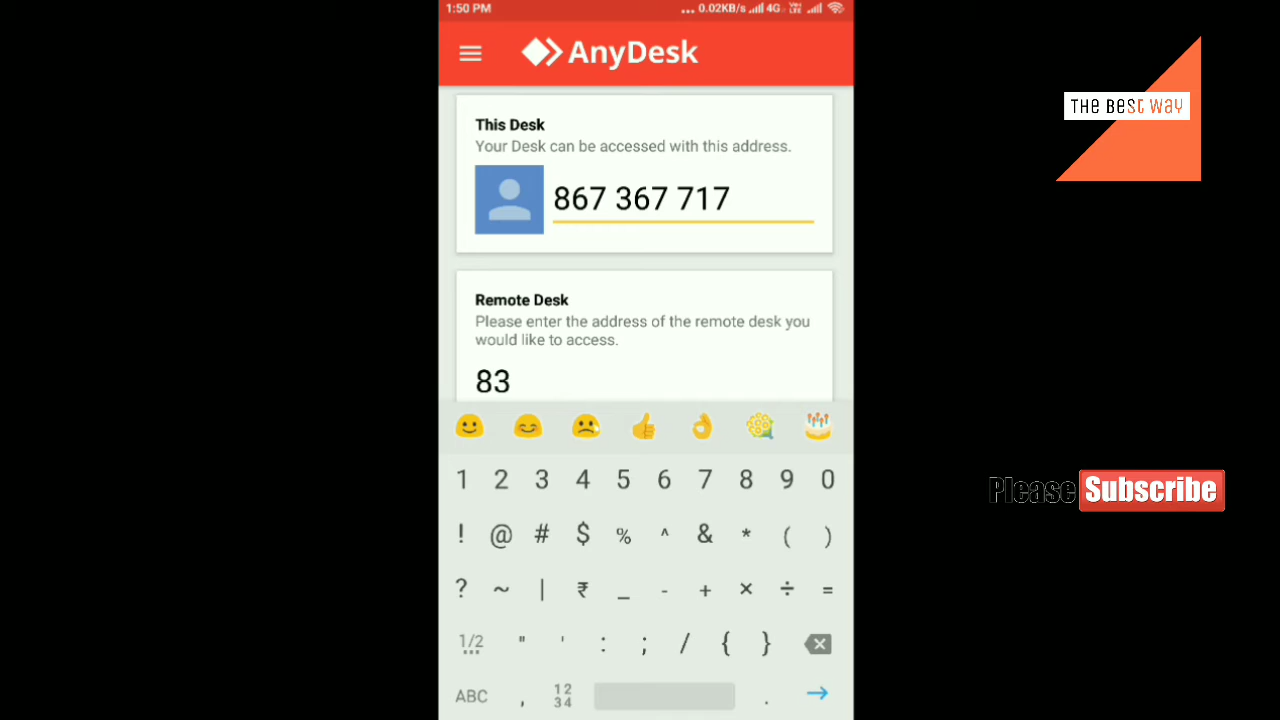 1:50 PM
... 0.02KB/s 4G VoLTE
AnyDesk
THE BEST WAY
This Desk
Your Desk can be accessed with this address.
867 367 717
Remote Desk
Please enter the address of the remote desk you
would like to access.
83
1 2 3 4 5 6 7 8 9 0
Please Subscribe
! @ # $ % ^ & * ( )
? ~ | ₹ _ - + × ÷ =
1/2 " ' : ; / { }
ABC , 12 .
34